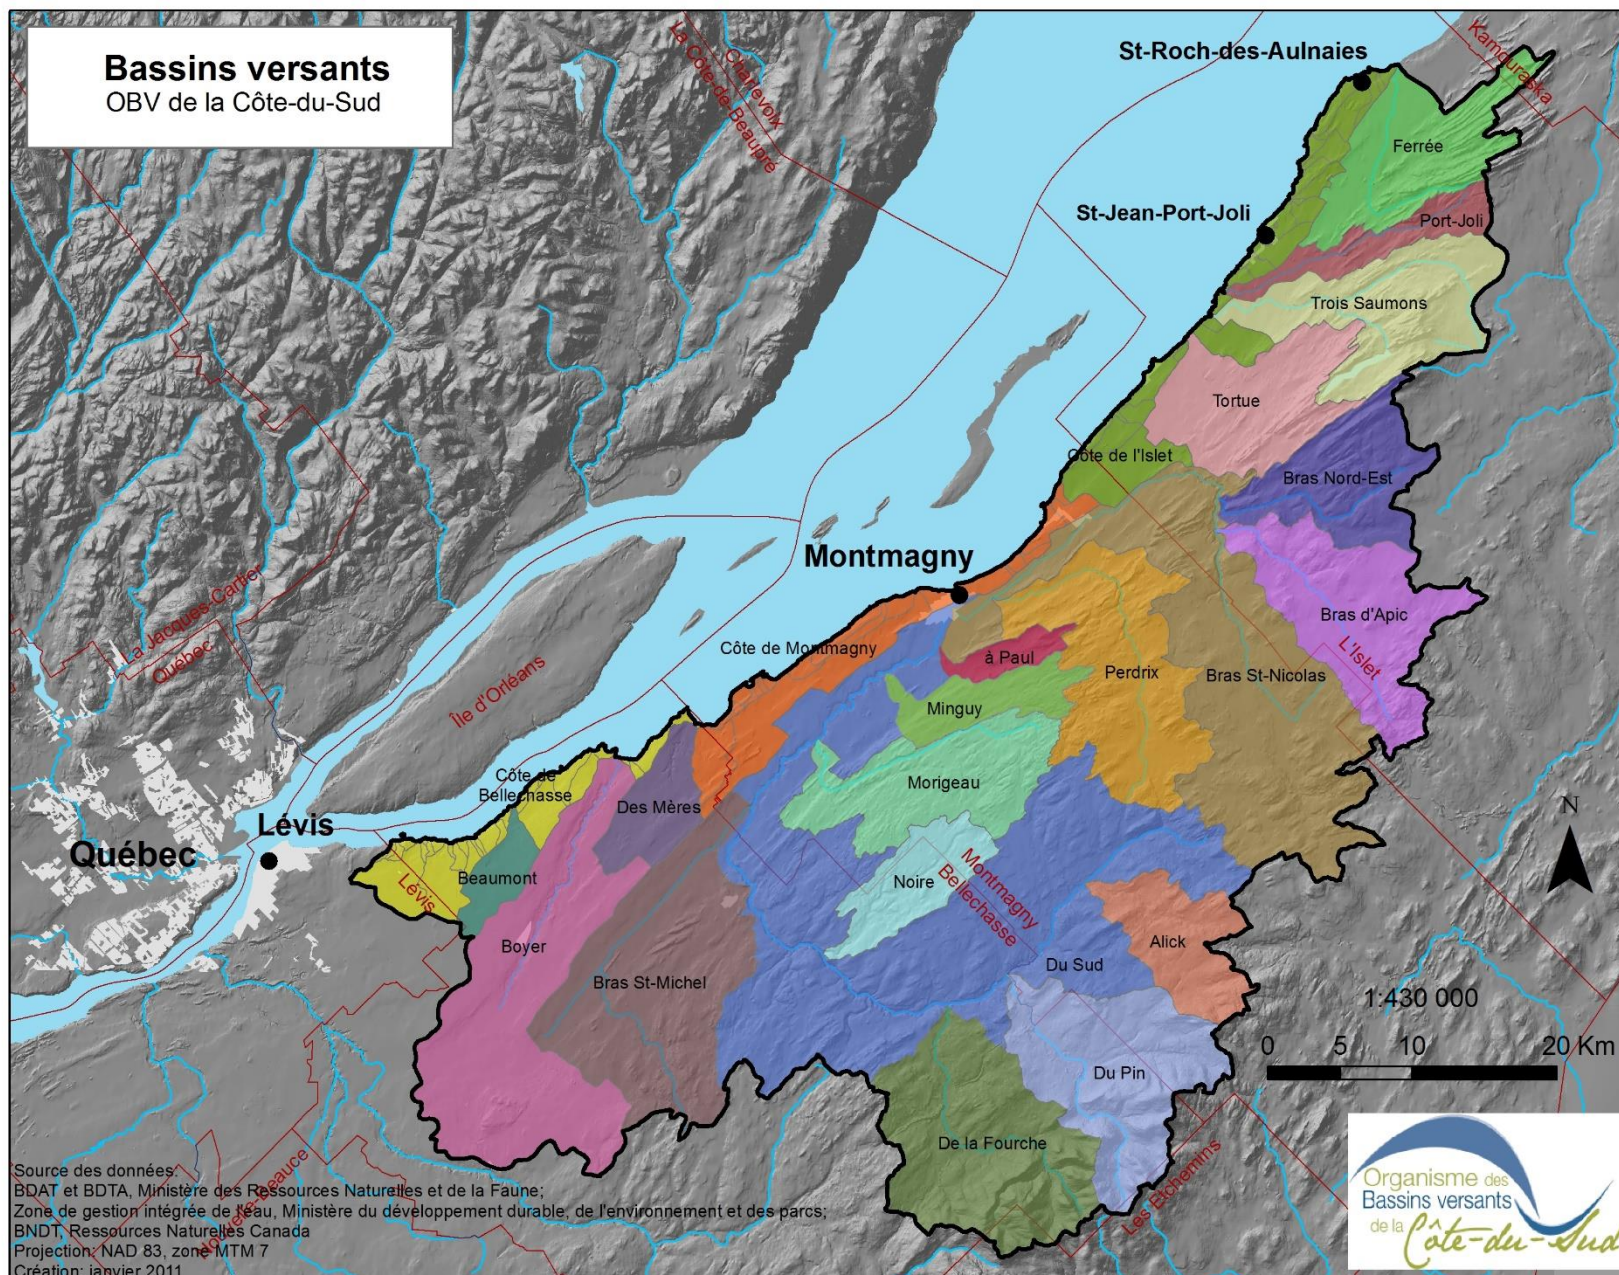 Bassins versants
OBV de la Côte-du-Sud
Charlevoix
La Côte-de-Beaupré
St-Roch-des-Aulnaies
Kamouraska
Ferrée
St-Jean-Port-Joli
Port-Joli
Trois Saumons
Tortue
Côte de l'Islet
Bras Nord-Est
Montmagny
Bras d'Apic
L'Islet
La Jacques-Cartier
Québec
Île d'Orléans
Côte de Montmagny
à Paul
Perdrix
Bras St-Nicolas
Minguy
Morigeau
Côte de
Bellechasse
Des Mères
Lévis
Québec
Beaumont
Lévis
Noire
Montmagny
Bellechasse
N
Boyer
Bras St-Michel
Du Sud
Alick
1:430 000
0 5 10 20 Km
Du Pin
De la Fourche
Les Etchemins
Nouvelle-Beauce
Source des données:
BDAT et BDTA, Ministère des Ressources Naturelles et de la Faune;
Zone de gestion intégrée de l'eau, Ministère du développement durable, de l'environnement et des parcs;
BNDT, Ressources Naturelles Canada
Projection: NAD 83, zone MTM 7
Création: janvier 2011
Organisme des
Bassins versants
de la Côte-du-Sud